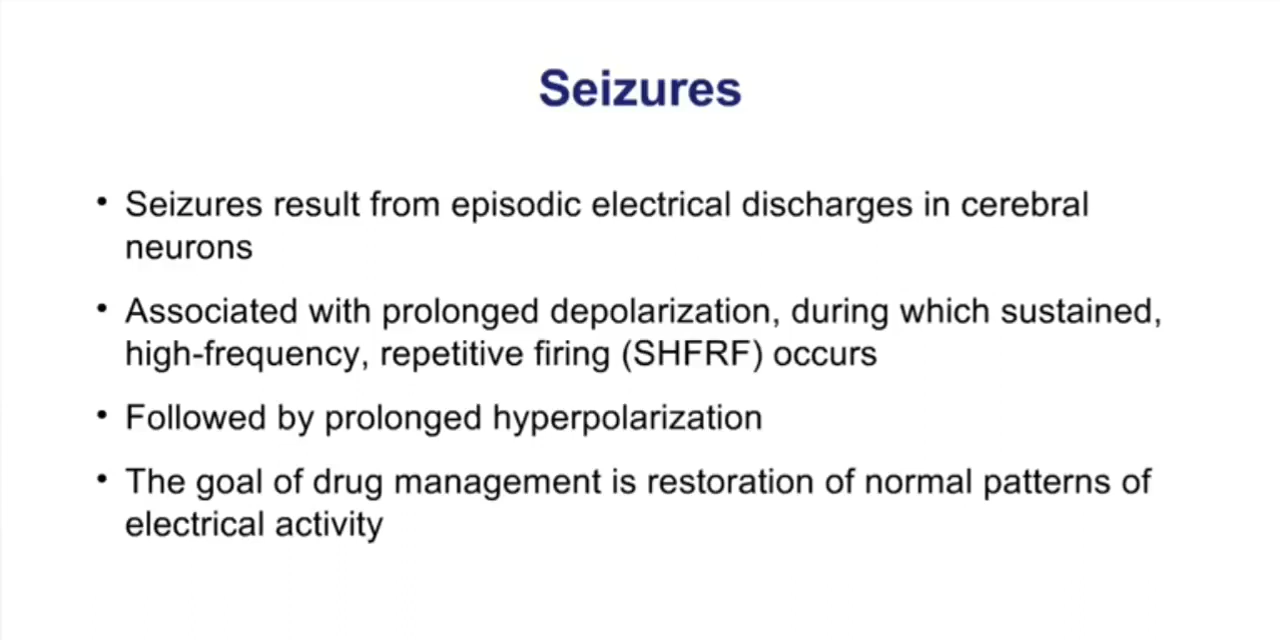 Seizures
• Seizures result from episodic electrical discharges in cerebral
neurons
• Associated with prolonged depolarization, during which sustained,
high-frequency, repetitive firing (SHFRF) occurs
• Followed by prolonged hyperpolarization
• The goal of drug management is restoration of normal patterns of
electrical activity